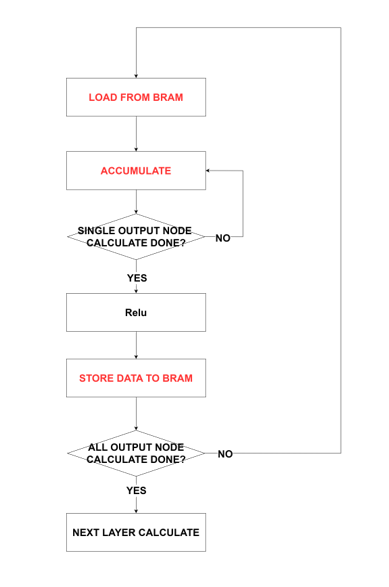 LOAD FROM BRAM
ACCUMULATE
SINGLE OUTPUT NODE
CALCULATE DONE?
NO
YES
Relu
STORE DATA TO BRAM
ALL OUTPUT NODE
CALCULATE DONE?
NO
YES
NEXT LAYER CALCULATE